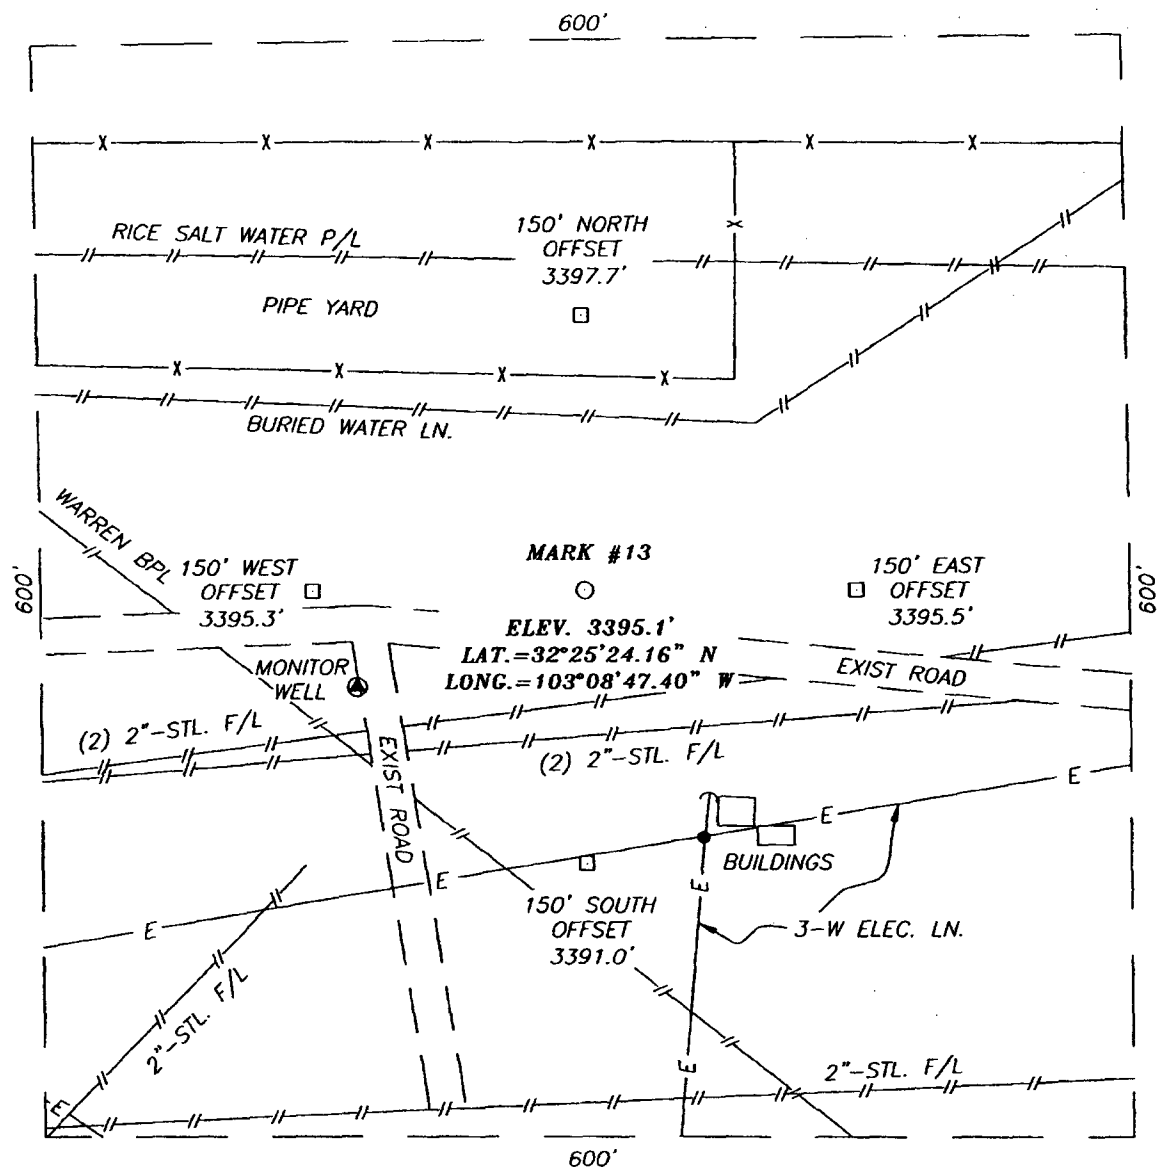 600'
X X X X X X
RICE SALT WATER P/L
150' NORTH
OFFSET
3397.7'
X
PIPE YARD
X X X X
BURIED WATER LN.
WARREN BPL
600'
150' WEST
OFFSET
3395.3'
MARK #13
ELEV. 3395.1'
LAT.=32°25'24.16" N
LONG.=103°08'47.40" W
150' EAST
OFFSET
3395.5'
600'
MONITOR
WELL
EXIST ROAD
(2) 2"-STL. F/L
(2) 2"-STL. F/L
EXIST ROAD
E
E
E
E
BUILDINGS
E
150' SOUTH
OFFSET
3391.0'
3-W ELEC. LN.
2"-STL. F/L
E
2"-STL. F/L
E
600'